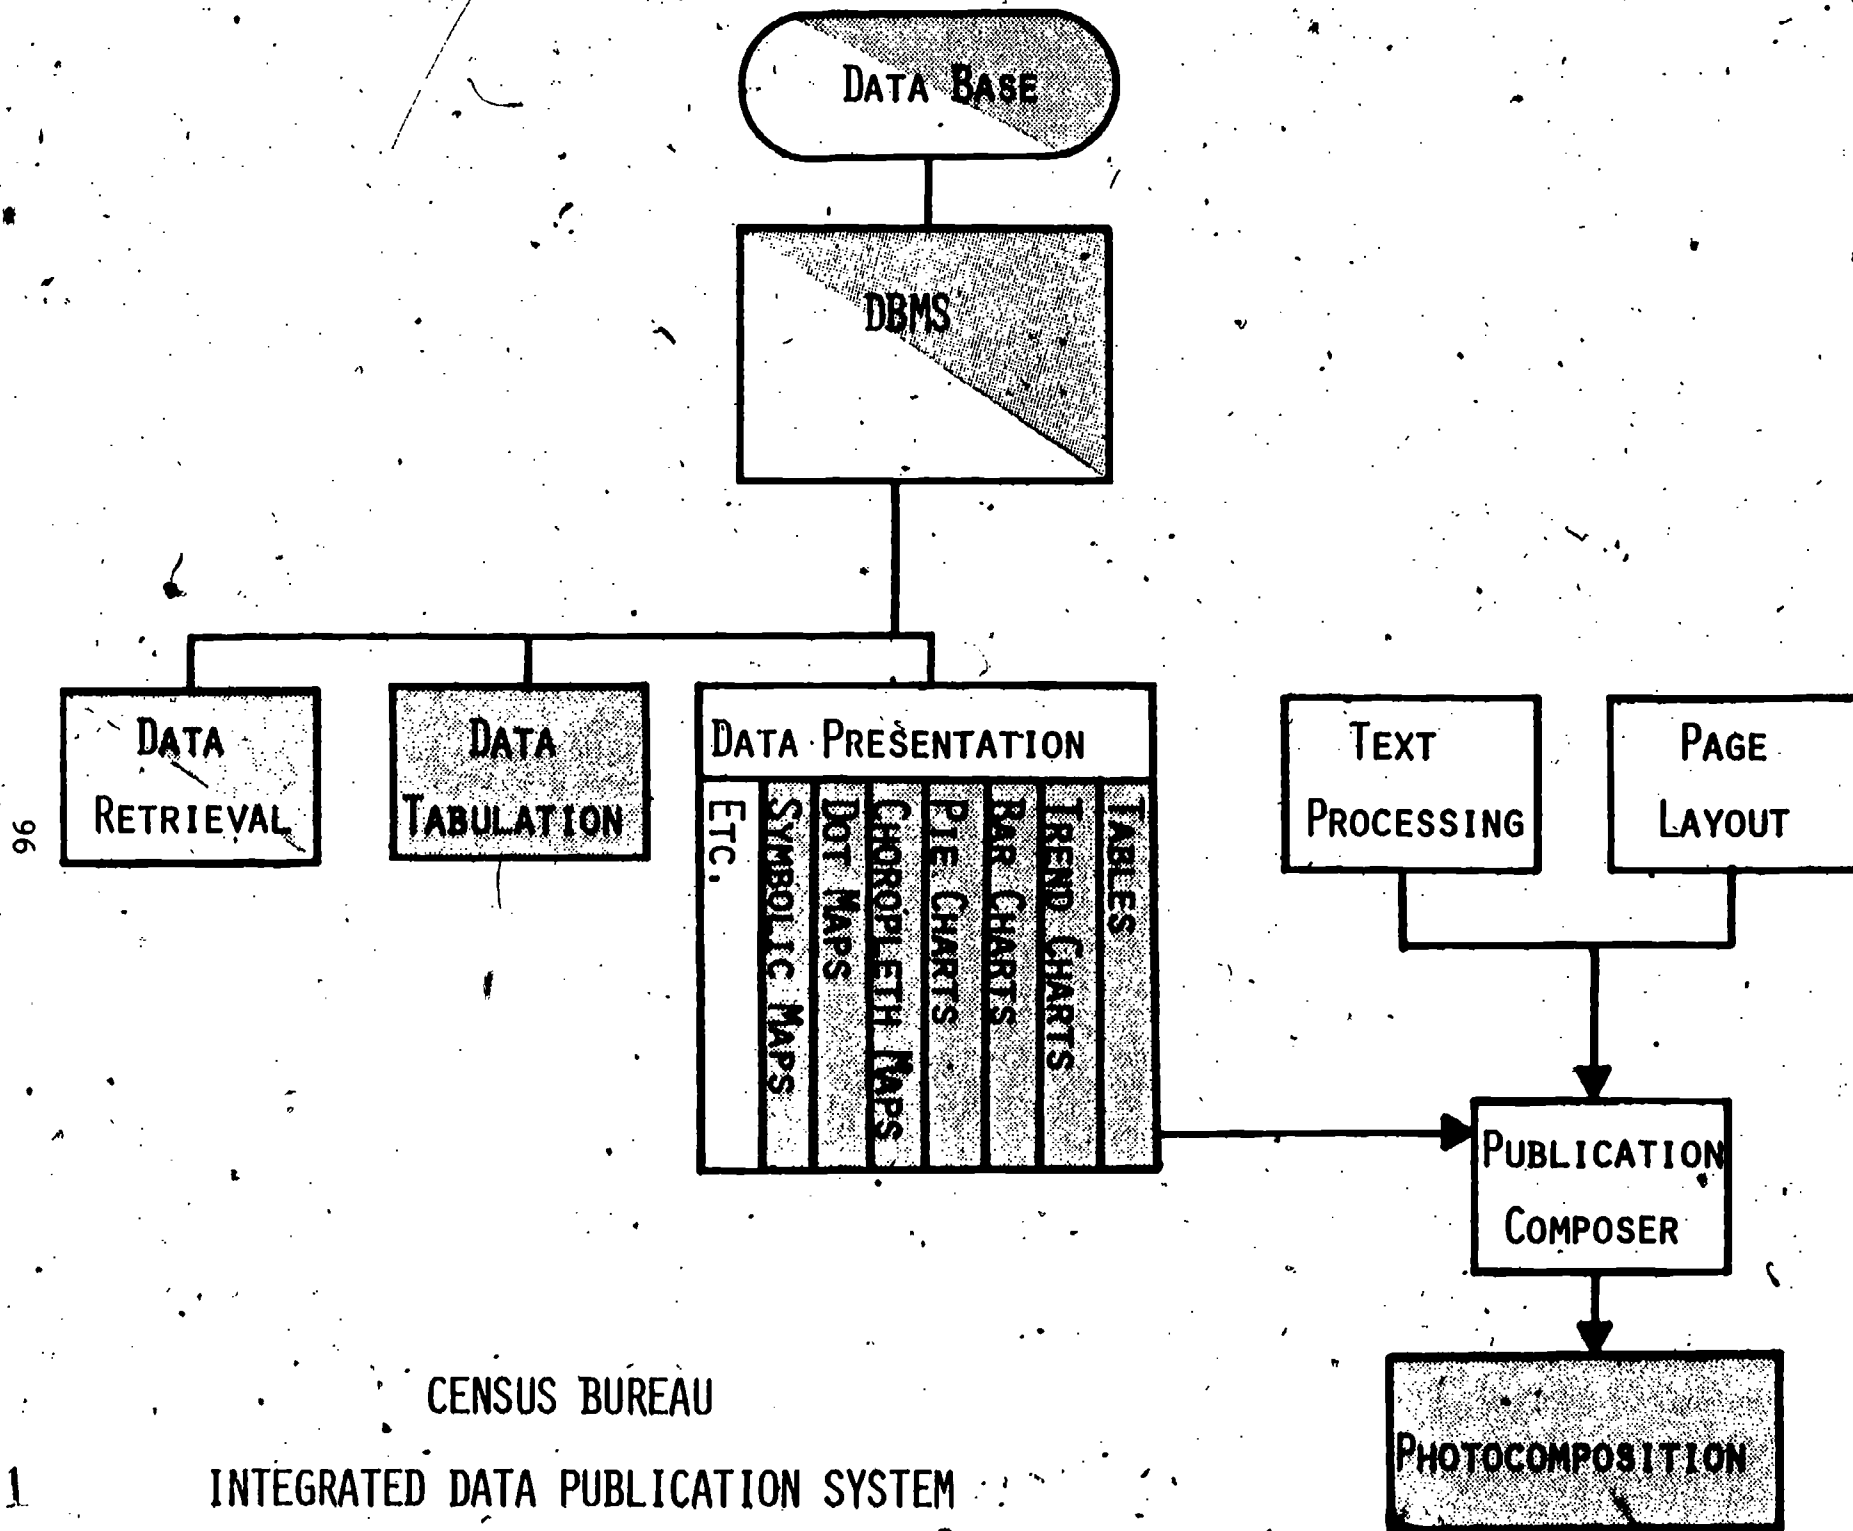 DATA BASE
DBMS
DATA
RETRIEVAL
DATA
TABULATION
DATA PRESENTATION
ETC.
SYMBOLIC MAPS
DOT MAPS
CHOROPLETH MAPS
PIE CHARTS
BAR CHARTS
TREND CHARTS
TABLES
TEXT
PROCESSING
PAGE
LAYOUT
PUBLICATION
COMPOSER
PHOTOCOMPOSITION
96
CENSUS BUREAU
1
INTEGRATED DATA PUBLICATION SYSTEM